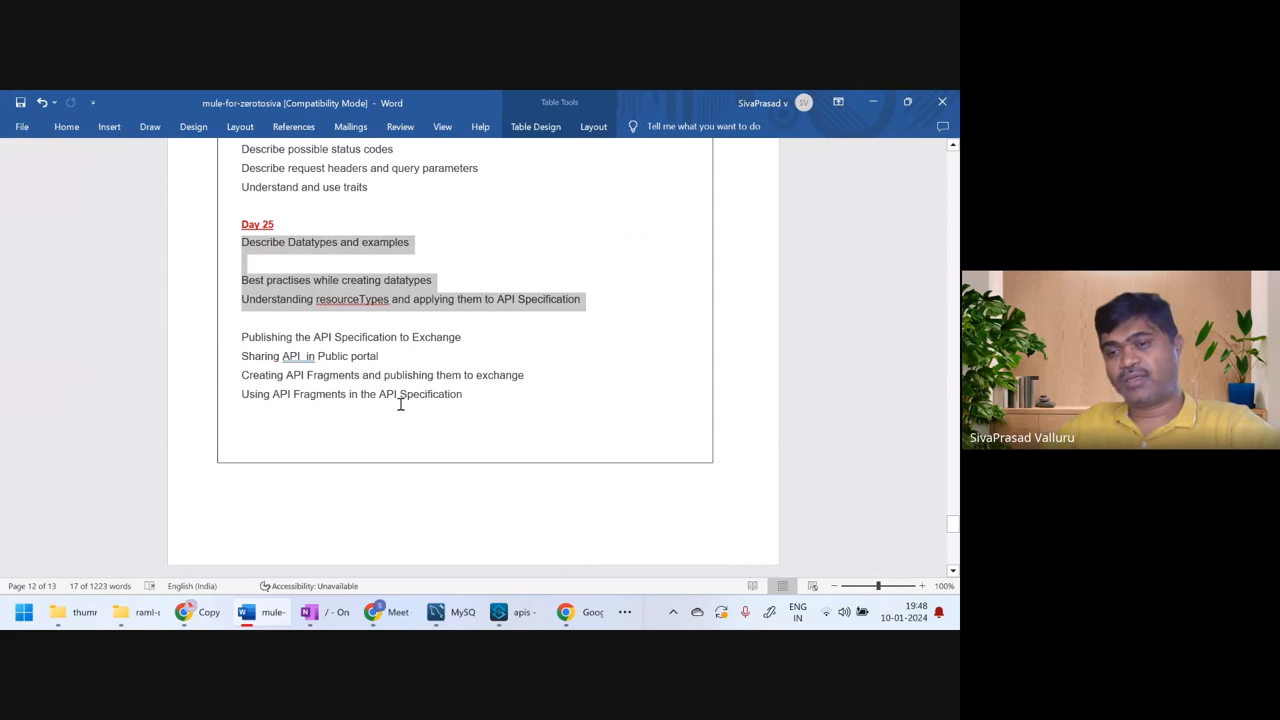 mule-for-zerotosiva [Compatibility Mode] - Word
Table Tools
SivaPrasad v
SV
File
Home
Insert
Draw
Design
Layout
References
Mailings
Review
View
Help
Table Design
Layout
Tell me what you want to do
Describe possible status codes
Describe request headers and query parameters
Understand and use traits
Day 25
Describe Datatypes and examples
Best practises while creating datatypes
Understanding resourceTypes and applying them to API Specification
Publishing the API Specification to Exchange
Sharing API  in Public portal
Creating API Fragments and publishing them to exchange
Using API Fragments in the API Specification
SivaPrasad Valluru
Page 12 of 13
17 of 1223 words
English (India)
Accessibility: Unavailable
100%
thumr
raml-c
Copy
mule-
/ - On
Meet
MySQ
apis -
Goog
ENG
IN
19:48
10-01-2024